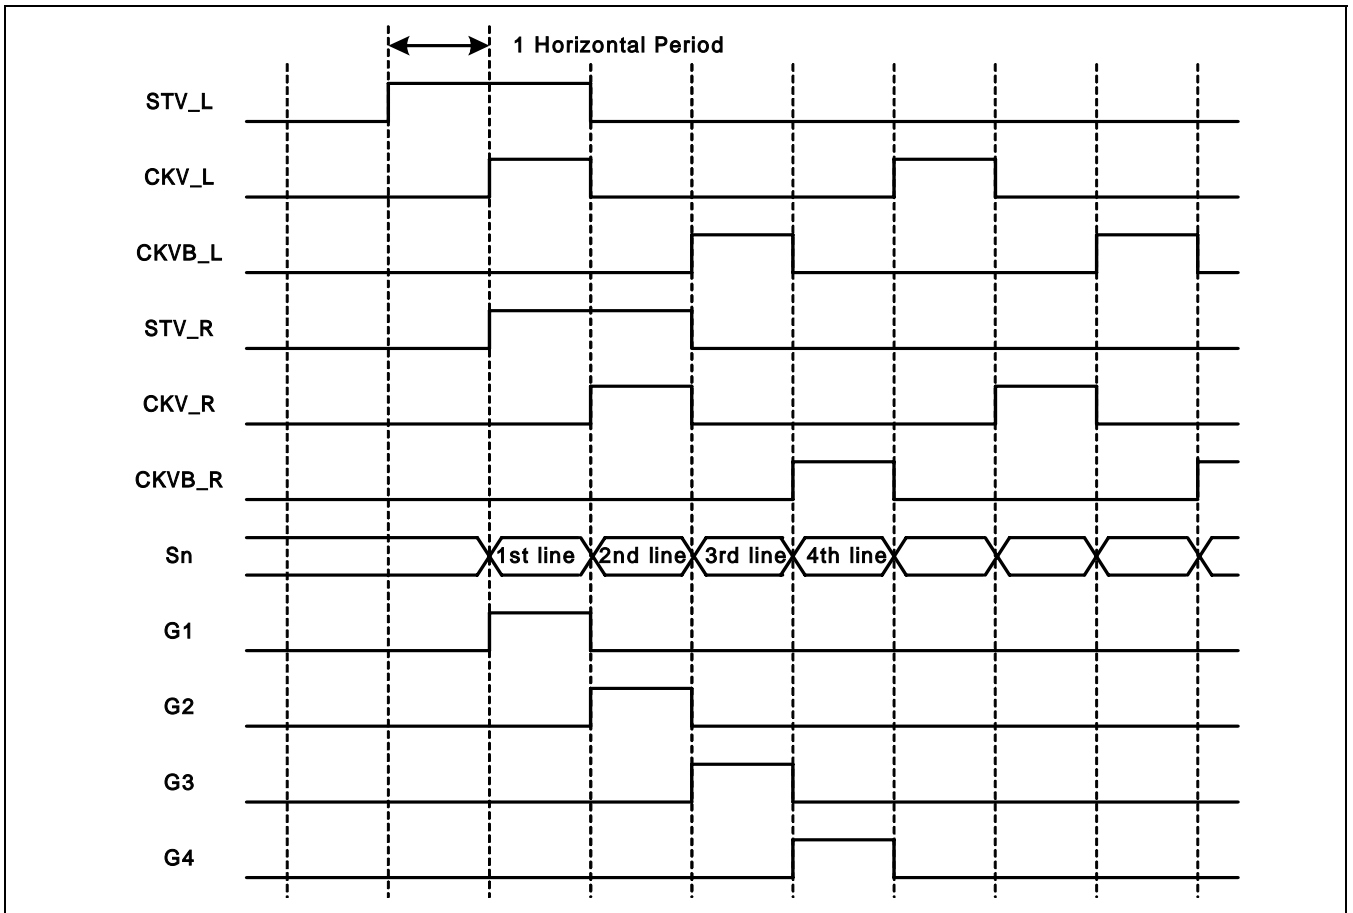 1 Horizontal Period
STV_L
CKV_L
CKVB_L
STV_R
CKV_R
CKVB_R
Sn
1st line
2nd line
3rd line
4th line
G1
G2
G3
G4